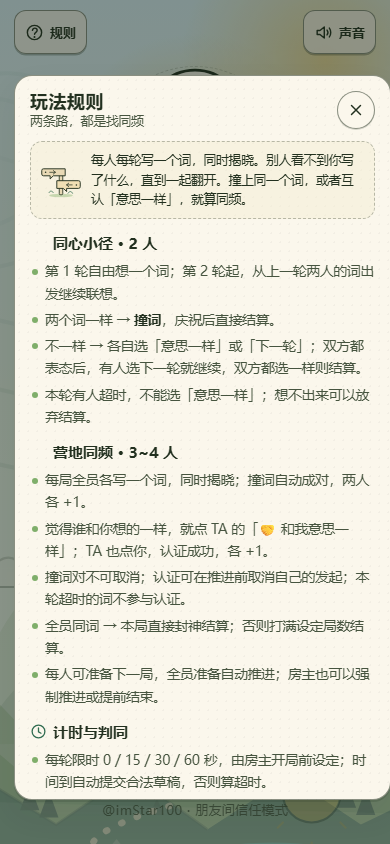 规则
声音
玩法规则
两条路，都是找同频
每人每轮写一个词，同时揭晓。别人看不到你写
了什么，直到一起翻开。撞上同一个词，或者互
认「意思一样」，就算同频。
同心小径 • 2 人
第 1 轮自由想一个词；第 2 轮起，从上一轮两人的词出
发继续联想。
两个词一样 → 撞词，庆祝后直接结算。
不一样 → 各自选「意思一样」或「下一轮」；双方都
表态后，有人选下一轮就继续，双方都选一样则结算。
本轮有人超时，不能选「意思一样」；想不出来可以放
弃结算。
营地同频 • 3~4 人
每局全员各写一个词，同时揭晓；撞词自动成对，两人
各 +1。
觉得谁和你想的一样，就点 TA 的「🤝 和我意思一
样」；TA 也点你，认证成功，各 +1。
撞词对不可取消；认证可在推进前取消自己的发起；本
轮超时的词不参与认证。
全员同词 → 本局直接封神结算；否则打满设定局数结
算。
每人可准备下一局，全员准备自动推进；房主也可以强
制推进或提前结束。
计时与判同
每轮限时 0 / 15 / 30 / 60 秒，由房主开局前设定；时
间到自动提交合法草稿，否则算超时。
@imStar100 · 朋友间信任模式